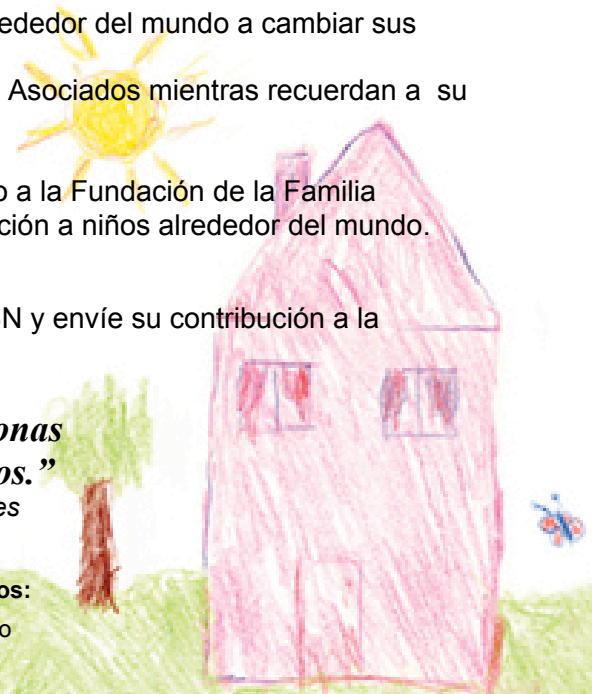 rededor del mundo a cambiar sus
Asociados mientras recuerdan a su
o a la Fundación de la Familia
ción a niños alrededor del mundo.
N y envíe su contribución a la
onas
os.”
es
os:
o